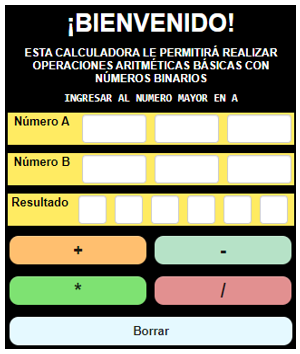 ¡BIENVENIDO!
ESTA CALCULADORA LE PERMITIRÁ REALIZAR
OPERACIONES ARITMÉTICAS BÁSICAS CON
NÚMEROS BINARIOS
INGRESAR AL NUMERO MAYOR EN A
Número A
Número B
Resultado
+ -
* /
Borrar